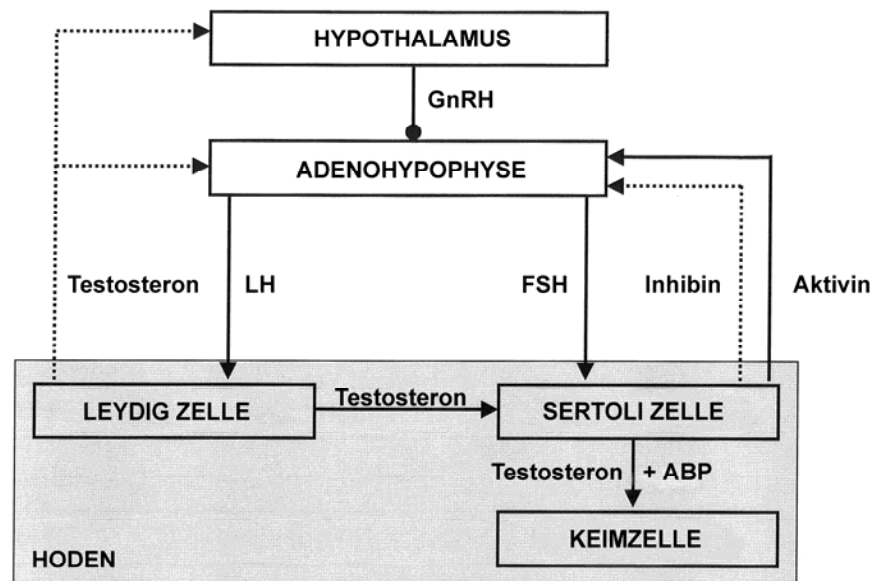 HYPOTHALAMUS
GnRH
ADENOHYPOPHYSE
Testosteron LH FSH Inhibin Aktivin
LEYDIG ZELLE Testosteron SERTOLI ZELLE
Testosteron + ABP
KEIMZELLE
HODEN